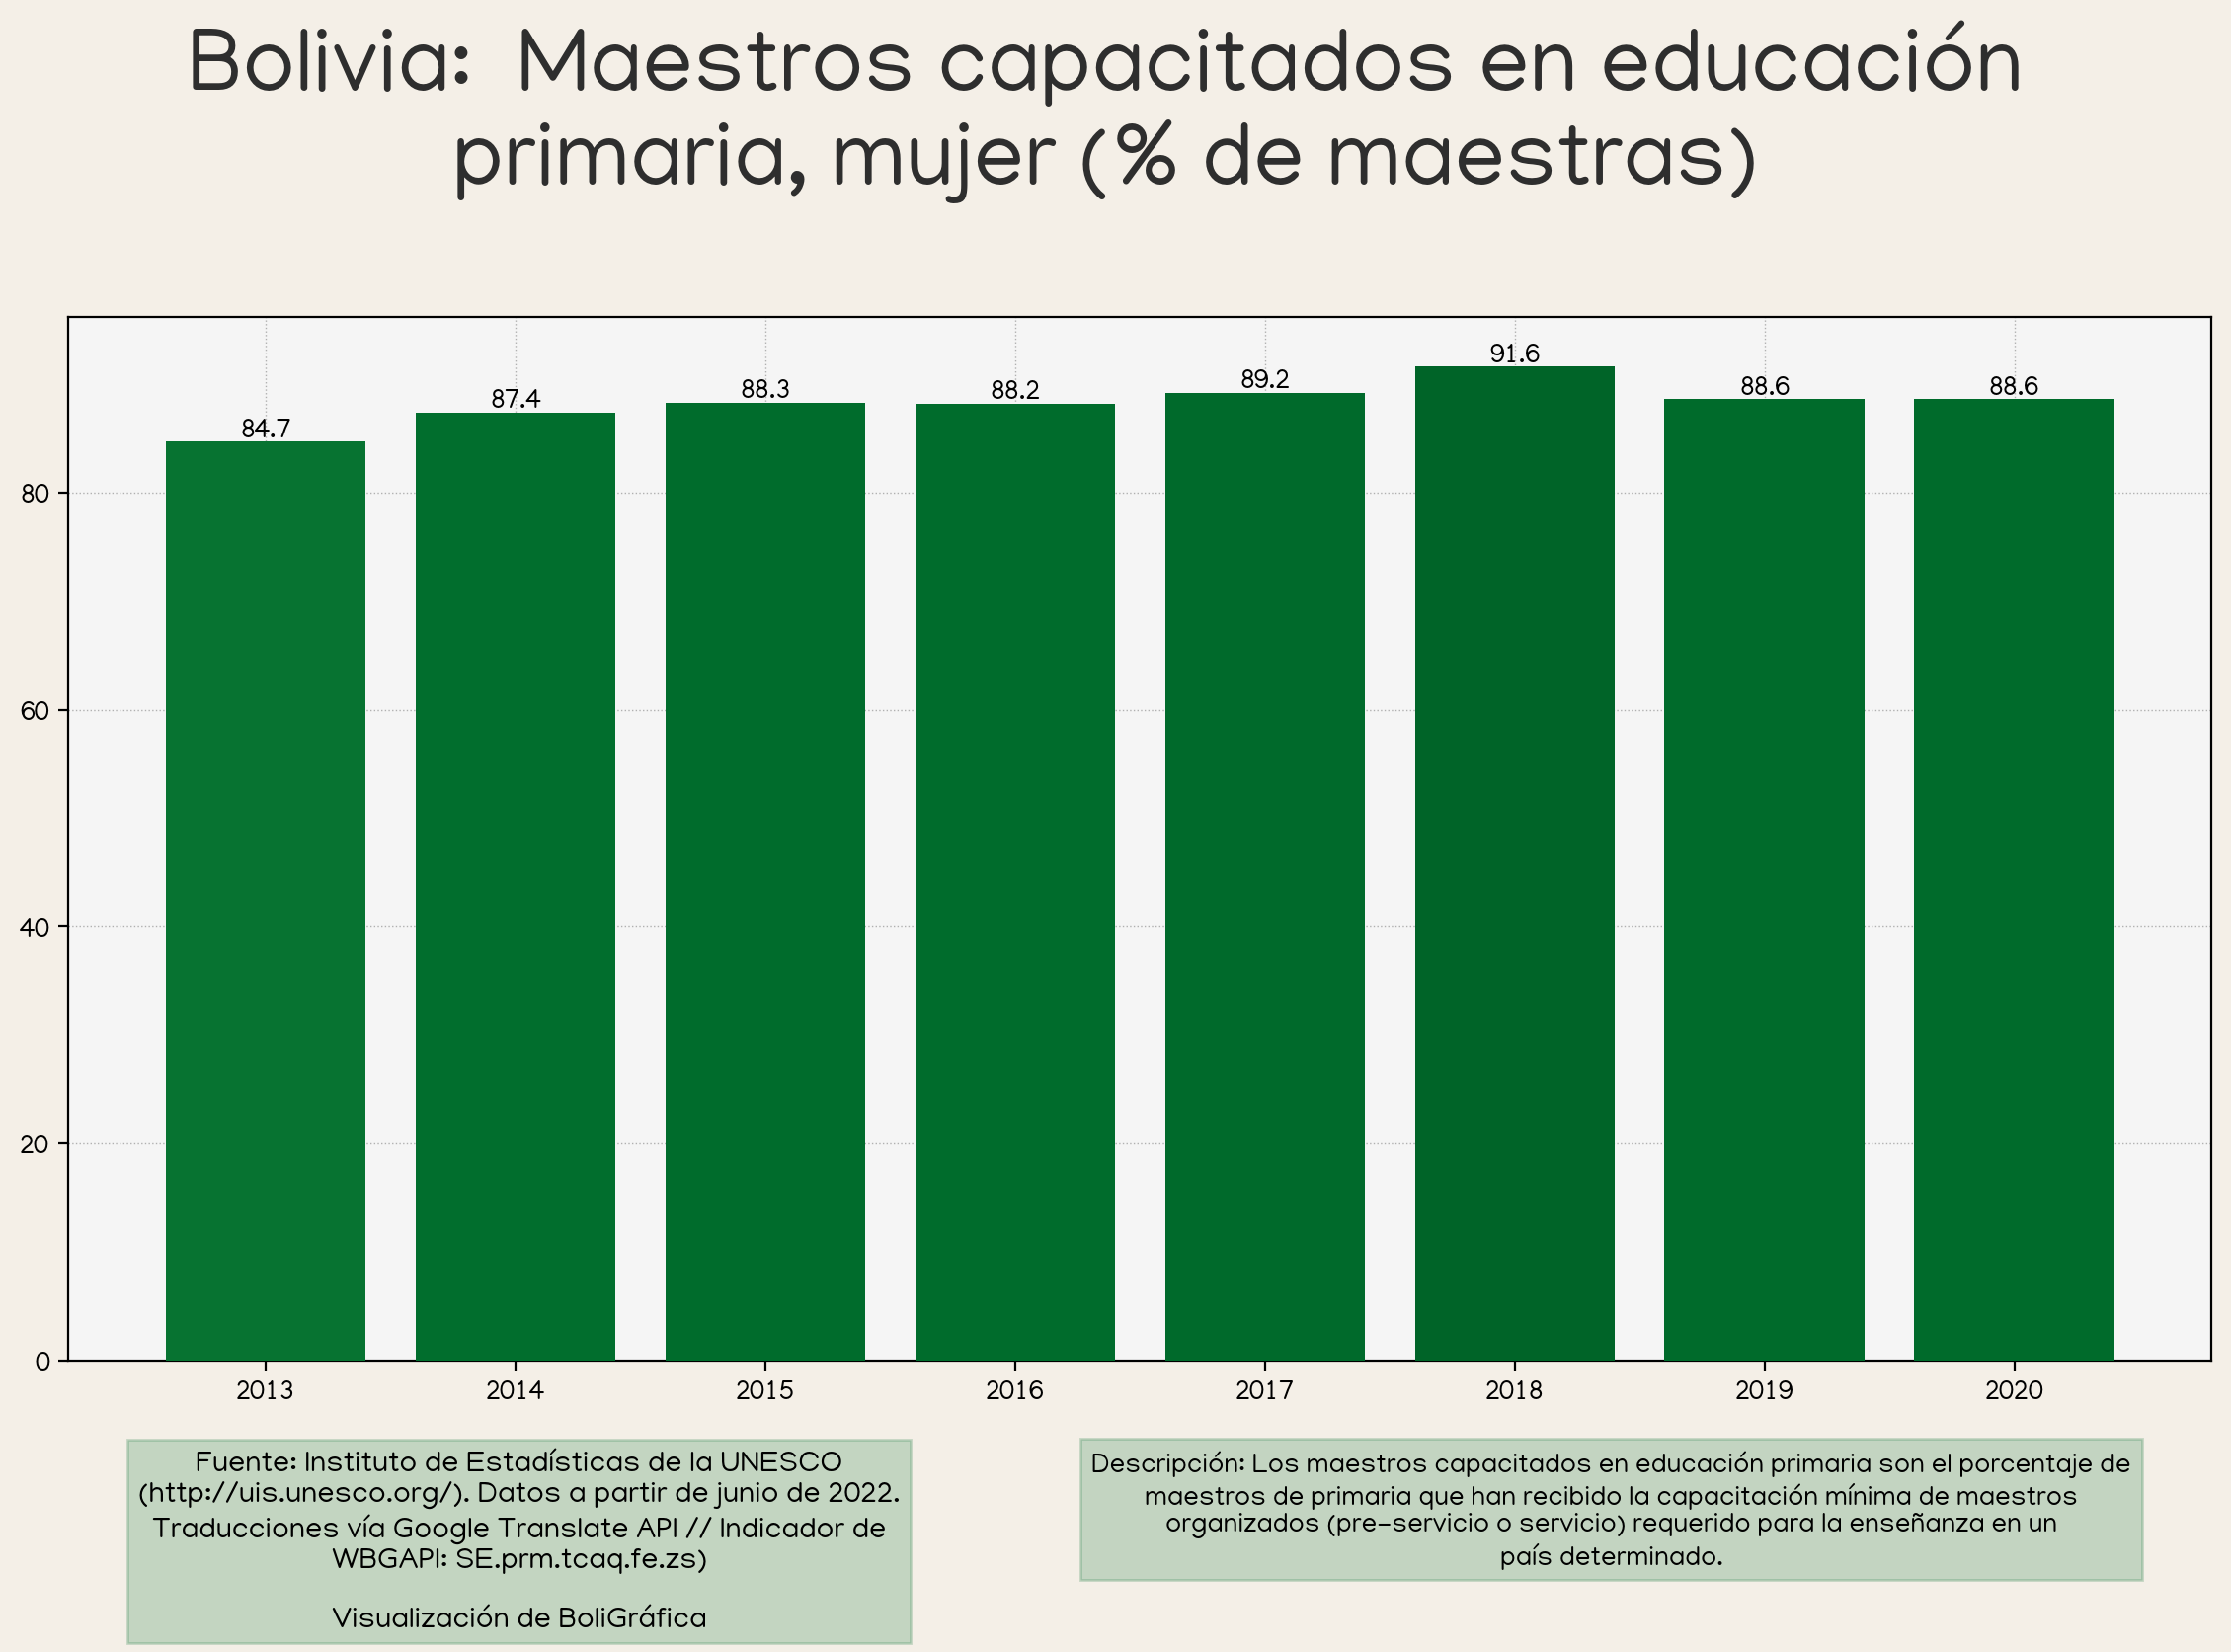 Bolivia: Maestros capacitados en educación
primaria, mujer (% de maestras)
91.6
89.2
88.3
88.2
88.6
88.6
87.4
84.7
80
60
40
20
0
2013 2014 2015 2016 2017 2018 2019 2020
Fuente: Instituto de Estadísticas de la UNESCO
(http://uis.unesco.org/). Datos a partir de junio de 2022.
Traducciones vía Google Translate API // Indicador de
WBGAPI: SE.prm.tcaq.fe.zs)
Visualización de BoliGráfica
Descripción: Los maestros capacitados en educación primaria son el porcentaje de
maestros de primaria que han recibido la capacitación mínima de maestros
organizados (pre-servicio o servicio) requerido para la enseñanza en un
país determinado.